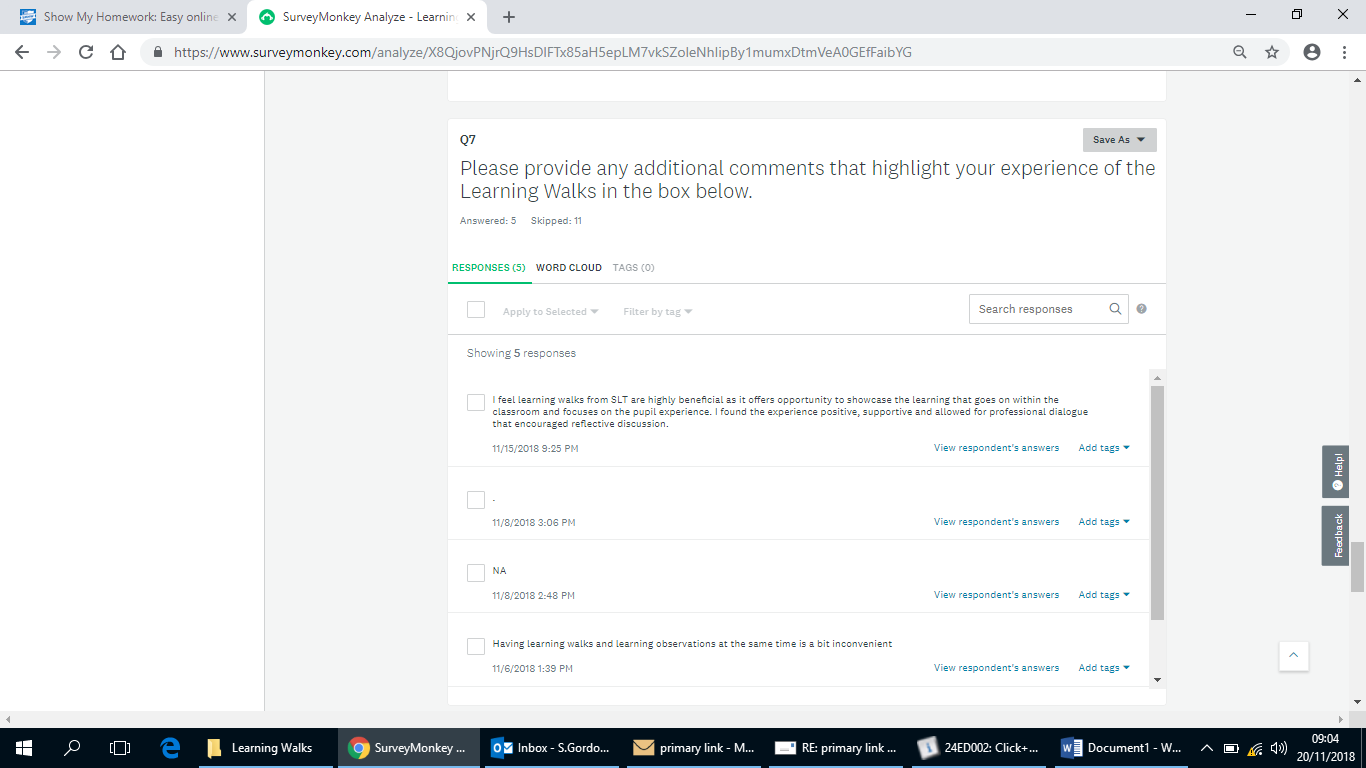 Show My Homework: Easy online
SurveyMonkey Analyze - Learnin
https://www.surveymonkey.com/analyze/X8QjovPNjrQ9HsDIFTx85aH5epLM7vkSZoIeNhIipBy1mumxDtmVeA0GEfFaibYG
Q7
Save As
Please provide any additional comments that highlight your experience of the
Learning Walks in the box below.
Answered: 5 Skipped: 11
RESPONSES (5) WORD CLOUD TAGS (0)
Apply to Selected Filter by tag Search responses
Showing 5 responses
I feel learning walks from SLT are highly beneficial as it offers opportunity to showcase the learning that goes on within the
classroom and focuses on the pupil experience. I found the experience positive, supportive and allowed for professional dialogue
that encouraged reflective discussion.
11/15/2018 9:25 PM View respondent's answers Add tags
.
11/8/2018 3:06 PM View respondent's answers Add tags
NA
11/8/2018 2:48 PM View respondent's answers Add tags
Having learning walks and learning observations at the same time is a bit inconvenient
11/6/2018 1:39 PM View respondent's answers Add tags
Help!
Feedback
Learning Walks
SurveyMonkey ...
Inbox - S.Gordo...
primary link - M...
RE: primary link ...
24ED002: Click+...
Document1 - W...
09:04
20/11/2018